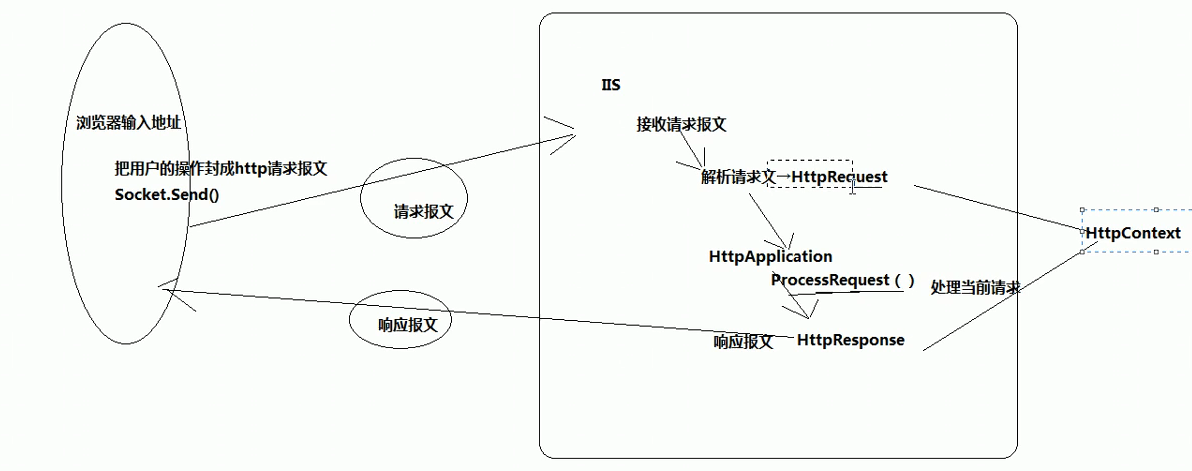 IIS
浏览器输入地址
接收请求报文
把用户的操作封成http请求报文
Socket.Send()
解析请求文→HttpRequest
请求报文
HttpContext
HttpApplication
ProcessRequest ( )
处理当前请求
响应报文
响应报文 HttpResponse